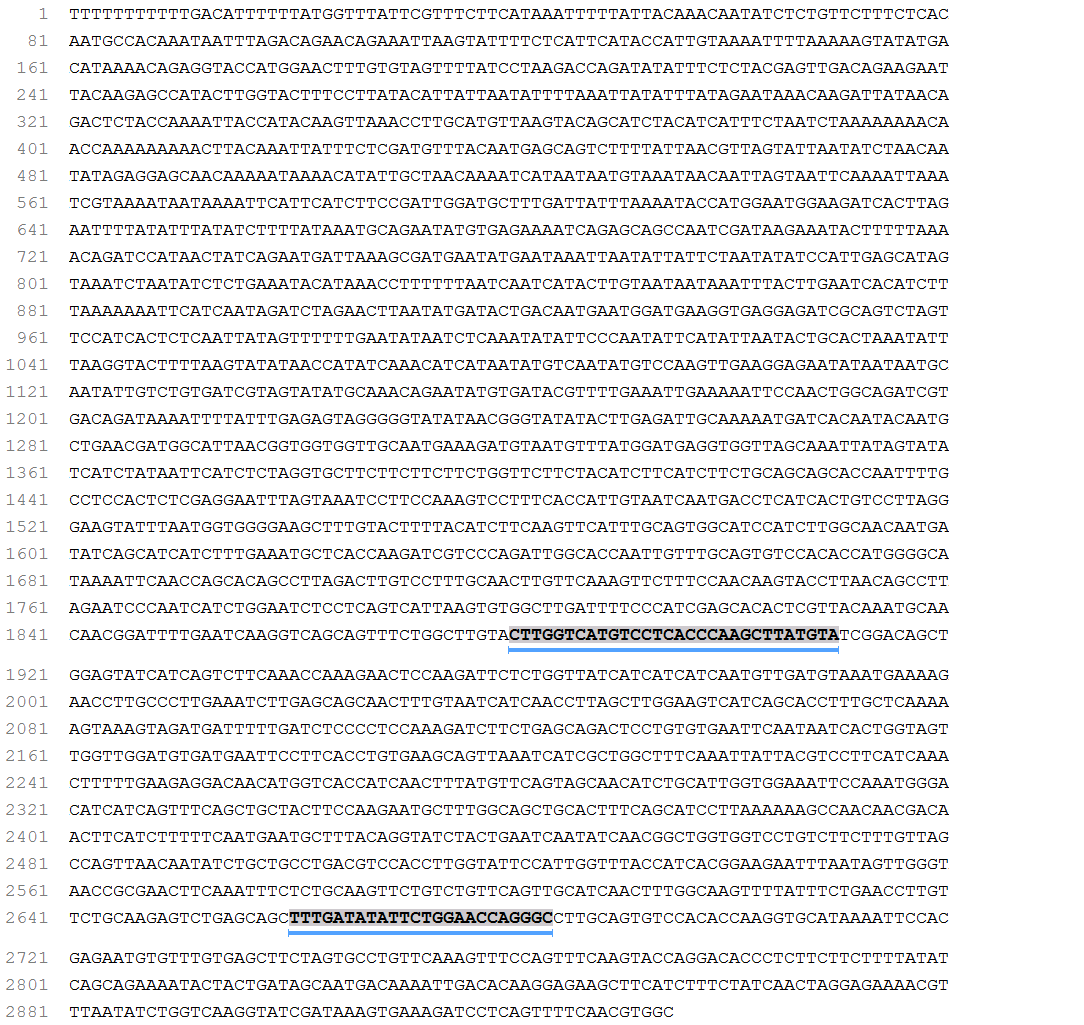 1 TTTTTTTTTTTGACATTTTTTATGGTTTATTCGTTTCTTCATAAATTTTTATTACAAACAATATCTCTGTTCTTTCTCAC
81 AATGCCACAAATAATTTAGACAGAACAGAAATTAAGTATTTTCTCATTCATACCATTGTAAAATTTTAAAAAGTATATGA
161 CATAAAACAGAGGTACCATGGAACTTTGTGTAGTTTTATCCTAAGACCAGATATATTTCTCTACGAGTTGACAGAAGAAT
241 TACAAGAGCCATACTTGGTACTTTCCTTATACATTATTAATATTTTAAATTATATTTATAGAATAAACAAGATTATAACA
321 GACTCTACCAAAATTACCATACAAGTTAAACCTTGCATGTTAAGTACAGCATCTACATCATTTCTAATCTAAAAAAAACA
401 ACCAAAAAAAAACTTACAAATTATTTCTCGATGTTTACAATGAGCAGTCTTTTATTAACGTTAGTATTAATATCTAACAA
481 TATAGAGGAGCAACAAAAATAAAACATATTGCTAACAAAATCATAATAATGTAAATAACAATTAGTAATTCAAAATTAAA
561 TCGTAAAATAATAAAATTCATTCATCTTCCGATTGGATGCTTTGATTATTTAAAATACCATGGAATGGAAGATCACTTAG
641 AATTTTATATTTATATCTTTTATAAATGCAGAATATGTGAGAAAATCAGAGCAGCCAATCGATAAGAAATACTTTTTAAA
721 ACAGATCCATAACTATCAGAATGATTAAAGCGATGAATATGAATAAATTAATATTATTCTAATATATCCATTGAGCATAG
801 TAAATCTAATATCTCTGAAATACATAAACCTTTTTTAATCAATCATACTTGTAATAATAAATTTACTTGAATCACATCTT
881 TAAAAAAATTCATCAATAGATCTAGAACTTAATATGATACTGACAATGAATGGATGAAGGTGAGGAGATCGCAGTCTAGT
961 TCCATCACTCTCAATTATAGTTTTTTGAATATAATCTCAAATATATTCCCAATATTCATATTAATACTGCACTAAATATT
1041 TAAGGTACTTTTAAGTATATAACCATATCAAACATCATAATATGTCAATATGTCCAAGTTGAAGGAGAATATAATAATGC
1121 AATATTGTCTGTGATCGTAGTATATGCAAACAGAATATGTGATACGTTTTGAAATTGAAAAATTCCAACTGGCAGATCGT
1201 GACAGATAAAATTTTATTTGAGAGTAGGGGGTATATAACGGGTATATACTTGAGATTGCAAAAATGATCACAATACAATG
1281 CTGAACGATGGCATTAACGGTGGTGGTTGCAATGAAAGATGTAATGTTTATGGATGAGGTGGTTAGCAAATTATAGTATA
1361 TCATCTATAATTCATCTCTAGGTGCTTCTTCTTCTTCTGGTTCTTCTACATCTTCATCTTCTGCAGCAGCACCAATTTTG
1441 CCTCCACTCTCGAGGAATTTAGTAAATCCTTCCAAAGTCCTTTCACCATTGTAATCAATGACCTCATCACTGTCCTTAGG
1521 GAAGTATTTAATGGTGGGGAAGCTTTGTACTTTTACATCTTCAAGTTCATTTGCAGTGGCATCCATCTTGGCAACAATGA
1601 TATCAGCATCATCTTTGAAATGCTCACCAAGATCGTCCCAGATTGGCACCAATTGTTTGCAGTGTCCACACCATGGGGCA
1681 TAAAATTCAACCAGCACAGCCTTAGACTTGTCCTTTGCAACTTGTTCAAAGTTCTTTCCAACAAGTACCTTAACAGCCTT
1761 AGAATCCCAATCATCTGGAATCTCCTCAGTCATTAAGTGTGGCTTGATTTTCCCATCGAGCACACTCGTTACAAATGCAA
1841 CAACGGATTTTGAATCAAGGTCAGCAGTTTCTGGCTTGTACTTGGTCATGTCCTCACCCAAGCTTATGTATCGGACAGCT
1921 GGAGTATCATCAGTCTTCAAACCAAAGAACTCCAAGATTCTCTGGTTATCATCATCATCAATGTTGATGTAAATGAAAAG
2001 AACCTTGCCCTTGAAATCTTGAGCAGCAACTTTGTAATCATCAACCTTAGCTTGGAAGTCATCAGCACCTTTGCTCAAAA
2081 AGTAAAGTAGATGATTTTTGATCTCCCCTCCAAAGATCTTCTGAGCAGACTCCTGTGTGAATTCAATAATCACTGGTAGT
2161 TGGTTGGATGTGATGAATTCCTTCACCTGTGAAGCAGTTAAATCATCGCTGGCTTTCAAATTATTACGTCCTTCATCAAA
2241 CTTTTTGAAGAGGACAACATGGTCACCATCAACTTTATGTTCAGTAGCAACATCTGCATTGGTGGAAATTCCAAATGGGA
2321 CATCATCAGTTTCAGCTGCTACTTCCAAGAATGCTTTGGCAGCTGCACTTTCAGCATCCTTAAAAAAGCCAACAACGACA
2401 ACTTCATCTTTTTCAATGAATGCTTTACAGGTATCTACTGAATCAATATCAACGGCTGGTGGTCCTGTCTTCTTTGTTAG
2481 CCAGTTAACAATATCTGCTGCCTGACGTCCACCTTGGTATTCCATTGGTTTACCATCACGGAAGAATTTAATAGTTGGGT
2561 AACCGCGAACTTCAAATTTCTCTGCAAGTTCTGTCTGTTCAGTTGCATCAACTTTGGCAAGTTTTATTTCTGAACCTTGT
2641 TCTGCAAGAGTCTGAGCAGCTTTGATATATTCTGGAACCAGGGCCTTGCAGTGTCCACACCAAGGTGCATAAAATTCCAC
2721 GAGAATGTGTTTGTGAGCTTCTAGTGCCTGTTCAAAGTTTCCAGTTTCAAGTACCAGGACACCCTCTTCTTCTTTTATAT
2801 CAGCAGAAAATACTACTGATAGCAATGACAAAATTGACACAAGGAGAAGCTTCATCTTTCTATCAACTAGGAGAAAACGT
2881 TTAATATCTGGTCAAGGTATCGATAAAGTGAAAGATCCTCAGTTTTCAACGTGGC